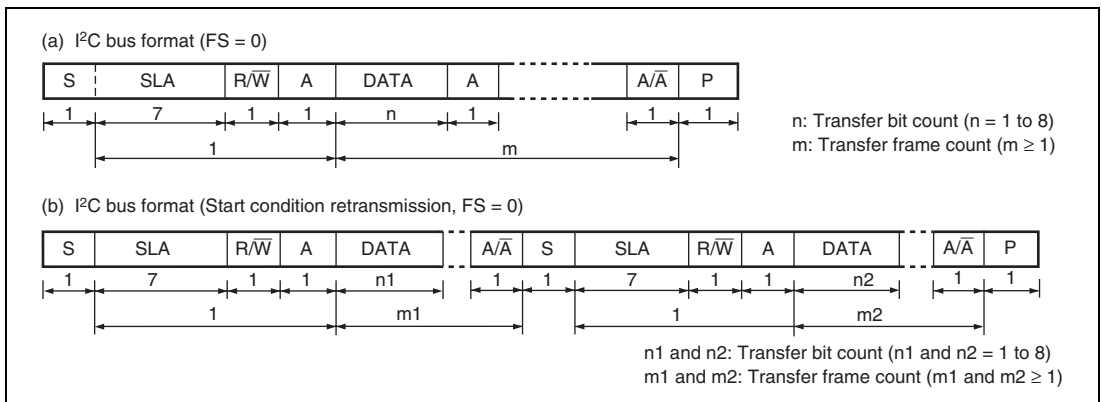 (a) I²C bus format (FS = 0)
S SLA R/W̅ A DATA A A/A̅ P
1 7 1 1 n 1 1 1
1 m
n: Transfer bit count (n = 1 to 8)
m: Transfer frame count (m ≥ 1)
(b) I²C bus format (Start condition retransmission, FS = 0)
S SLA R/W̅ A DATA A/A̅ S SLA R/W̅ A DATA A/A̅ P
1 7 1 1 n1 1 1 7 1 1 n2 1 1
1 m1 1 m2
n1 and n2: Transfer bit count (n1 and n2 = 1 to 8)
m1 and m2: Transfer frame count (m1 and m2 ≥ 1)